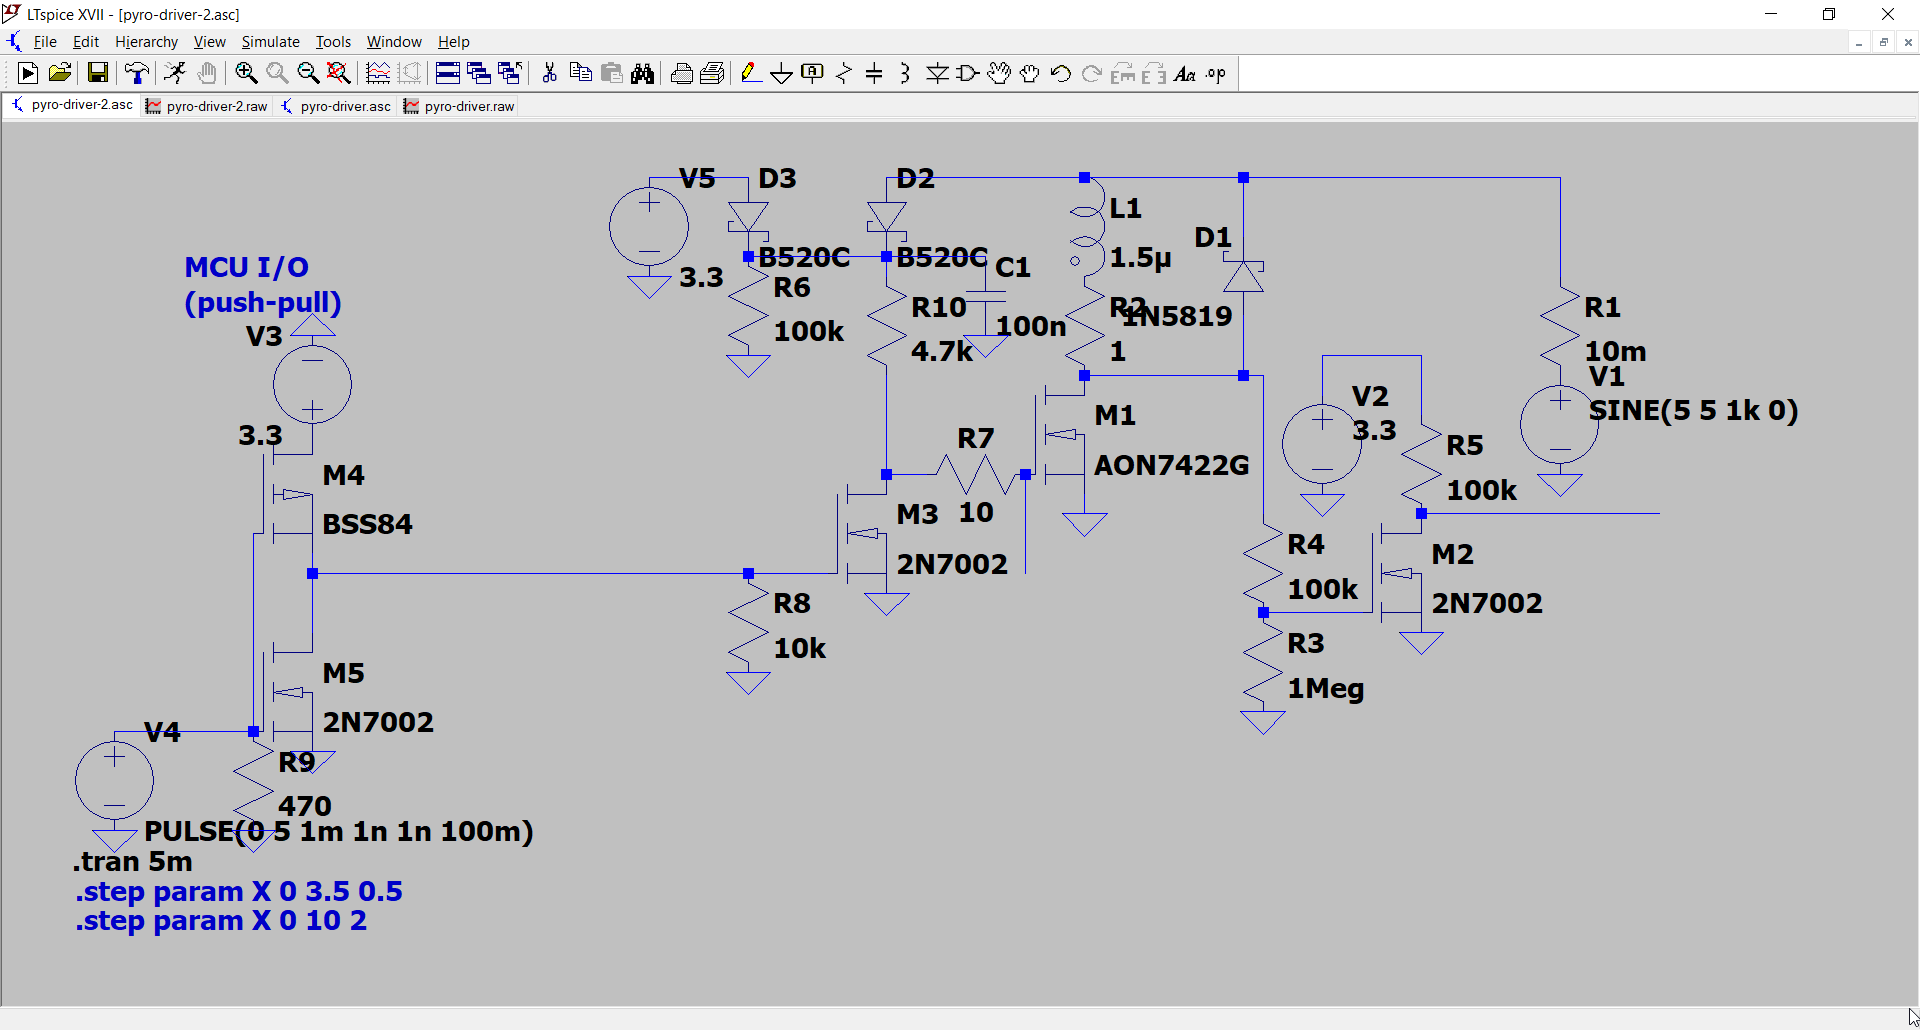 LTspice XVII - [pyro-driver-2.asc]
File Edit Hierarchy View Simulate Tools Window Help
.op
pyro-driver-2.asc pyro-driver-2.raw pyro-driver.asc pyro-driver.raw
MCU I/O
(push-pull)
V3
3.3
M4
BSS84
M5
2N7002
V4
R9
470
PULSE(0 5 1m 1n 1n 100m)
.tran 5m
.step param X 0 3.5 0.5
.step param X 0 10 2
V5
3.3
D3
B520C
R6
100k
D2
B520C
R10
4.7k
C1
100n
R8
10k
M3
2N7002
R7
10
L1
1.5µ
R2
1
D1
1N5819
M1
AON7422G
R4
100k
R3
1Meg
V2
3.3
R5
100k
M2
2N7002
R1
10m
V1
SINE(5 5 1k 0)